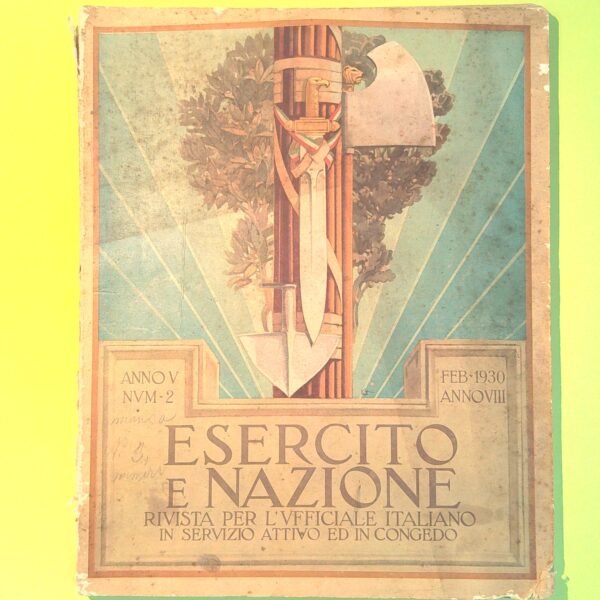 ANNO V
NVM·2
FEB·1930
ANNO VIII
ESERCITO
E NAZIONE
RIVISTA PER L'VFFICIALE ITALIANO
IN SERVIZIO ATTIVO ED IN CONGEDO